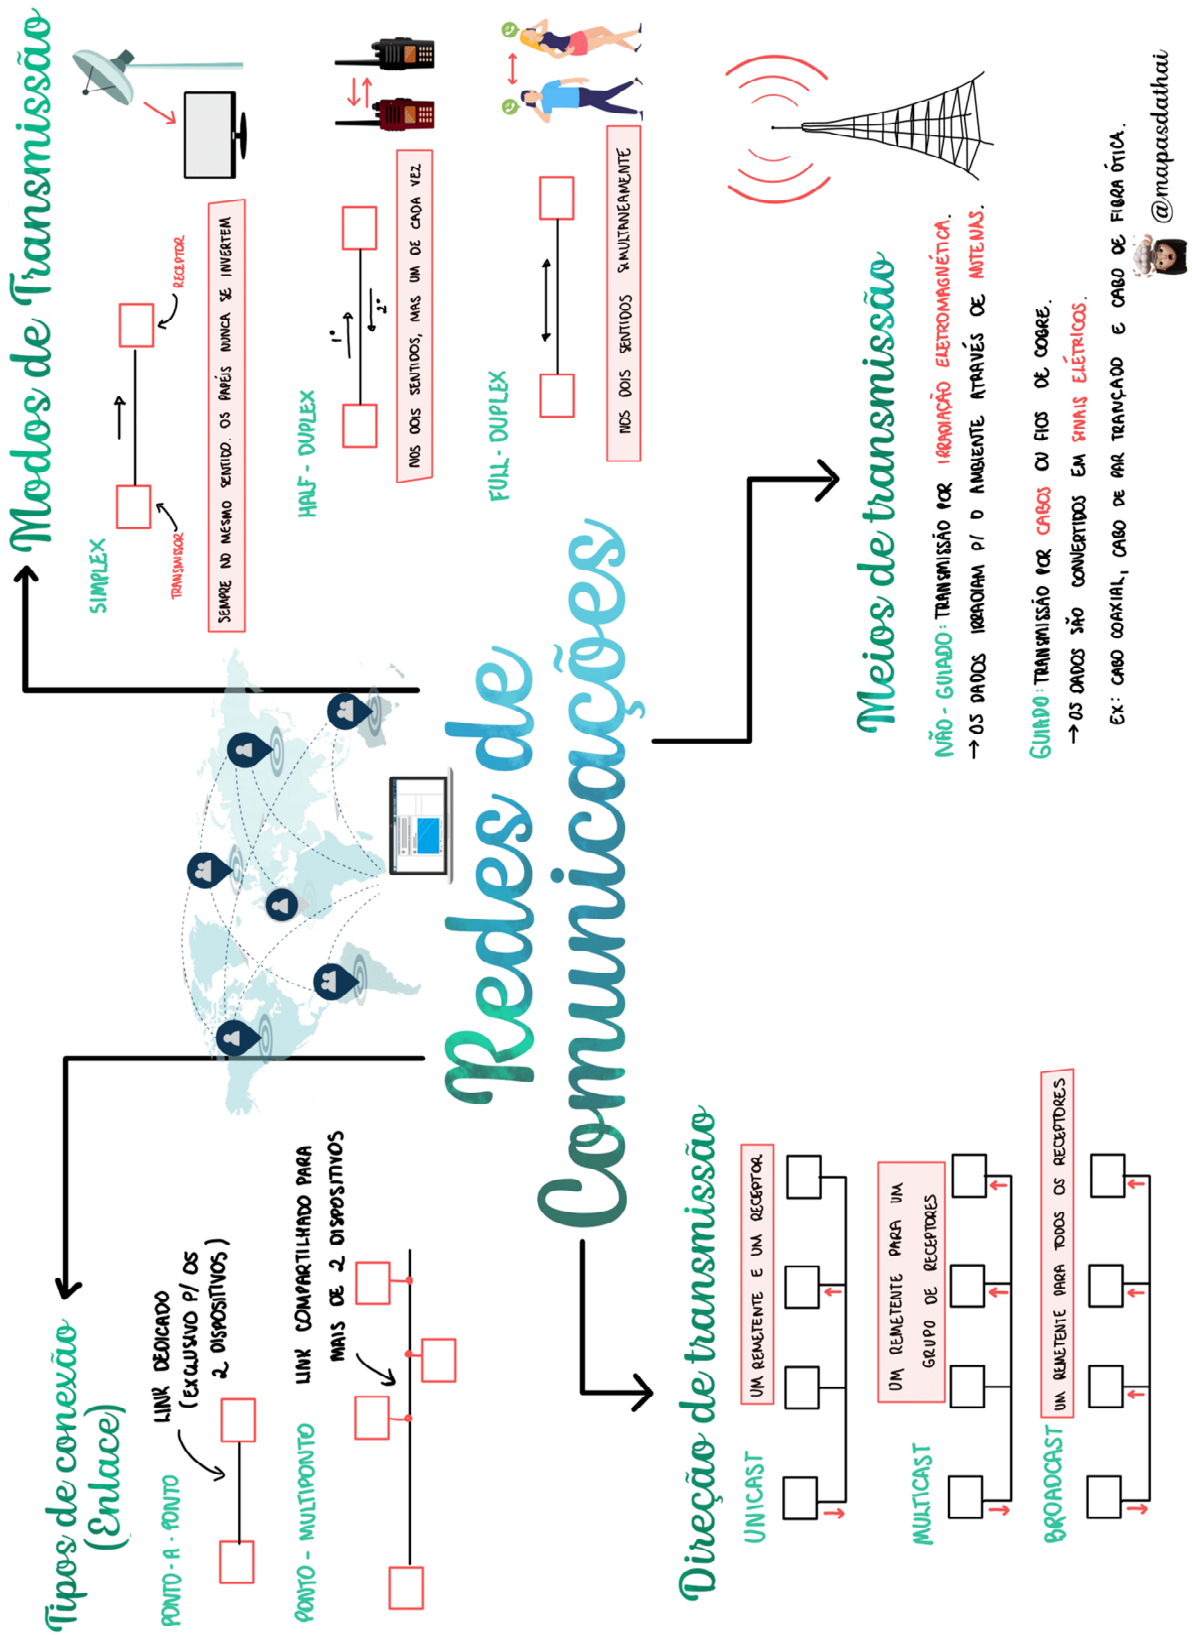 Redes de
Comunicações
Tipos de conexão
(Enlace)
PONTO-A-PONTO
LINK DEDICADO
(EXCLUSIVO P/ OS
2 DISPOSITIVOS)
PONTO-MULTIPONTO
LINK COMPARTILHADO PARA
MAIS DE 2 DISPOSITIVOS
Modos de Transmissão
SIMPLEX
TRANSMISSOR
RECEPTOR
SEMPRE NO MESMO SENTIDO. OS PAPÉIS NUNCA SE INVERTEM
HALF-DUPLEX
1º
2º
NOS DOIS SENTIDOS, MAS UM DE CADA VEZ
FULL-DUPLEX
NOS DOIS SENTIDOS SIMULTANEAMENTE
Direção de transmissão
UNICAST
UM REMETENTE E UM RECEPTOR
MULTICAST
UM REMETENTE PARA UM
GRUPO DE RECEPTORES
BROADCAST
UM REMETENTE PARA TODOS OS RECEPTORES
Meios de transmissão
NÃO-GUIADO: TRANSMISSÃO POR IRRADIAÇÃO ELETROMAGNÉTICA.
→ OS DADOS IRRADIAM P/ O AMBIENTE ATRAVÉS DE ANTENAS.
GUIADO: TRANSMISSÃO POR CABOS OU FIOS DE COBRE.
→ OS DADOS SÃO CONVERTIDOS EM SINAIS ELÉTRICOS.
EX: CABO COAXIAL, CABO DE PAR TRANÇADO E CABO DE FIBRA ÓTICA.
@mapasdathai